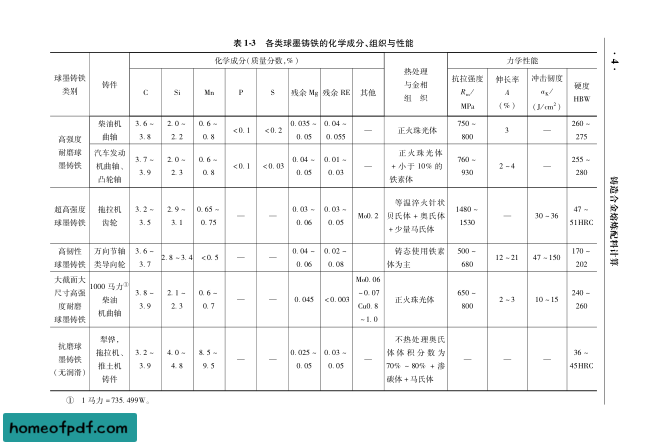 表 1-3 各类球墨铸铁的化学成分、组织与性能
· 4 ·
铸造合金熔炼配料计算
球墨铸铁
类别
铸件
化学成分(质量分数,%)
C
Si
Mn
P
S
残余 Mg
残余 RE
其他
热处理
与金相
组 织
力学性能
抗拉强度
Rm/
MPa
伸长率
A
(%)
冲击韧度
aK/
(J/cm²)
硬度
HBW
高强度
耐磨球
墨铸铁
柴油机
曲轴
3.6~
3.8
2.0~
2.2
0.6~
0.8
<0.1
<0.2
0.035~
0.05
0.04~
0.055
—
正火珠光体
750~
800
3
—
260~
275
汽车发动
机曲轴、
凸轮轴
3.7~
3.9
2.0~
2.3
0.6~
0.8
<0.1
<0.03
0.04~
0.05
0.01~
0.03
—
正火珠光体
+小于 10% 的
铁素体
760~
930
2~4
—
255~
280
超高强度
球墨铸铁
拖拉机
齿轮
3.2~
3.5
2.9~
3.1
0.65~
0.75
—
—
0.03~
0.06
0.03~
0.05
Mo0.2
等温淬火针状
贝氏体+奥氏体
+少量马氏体
1480~
1530
—
30~36
47~
51HRC
高韧性
球墨铸铁
万向节轴
类导向轮
3.6~
3.7
2.8~3.4
<0.5
—
—
0.04~
0.06
0.02~
0.08
铸态使用铁素
体为主
500~
680
12~21
47~150
170~
202
大截面大
尺寸高强
度耐磨
球墨铸铁
1000 马力①
柴油
机曲轴
3.8~
3.9
2.1~
2.3
0.6~
0.7
—
—
0.045
<0.003
Mo0.06
~0.07
Cu0.8
~1.0
正火珠光体
650~
800
2~3
10~15
240~
260
抗磨球
墨铸铁
(无润滑)
犁铧,
拖拉机、
推土机
铸件
3.2~
3.9
4.0~
4.8
8.5~
9.5
—
—
0.025~
0.05
0.03~
0.05
—
不热处理奥氏
体体积分数为
70%~80%+渗
碳体+马氏体
—
—
—
36~
45HRC
① 1 马力=735.499W。
homeofpdf.com